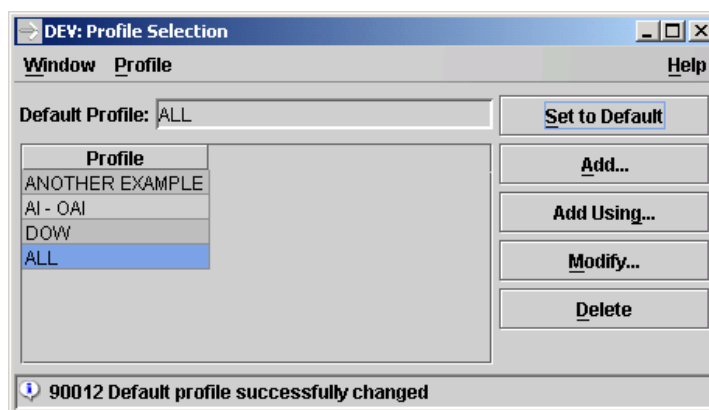 DEV: Profile Selection
Window Profile Help
Default Profile: ALL
Set to Default
Profile
Add...
ANOTHER EXAMPLE
AI - OAI
Add Using...
DOW
ALL
Modify...
Delete
90012 Default profile successfully changed